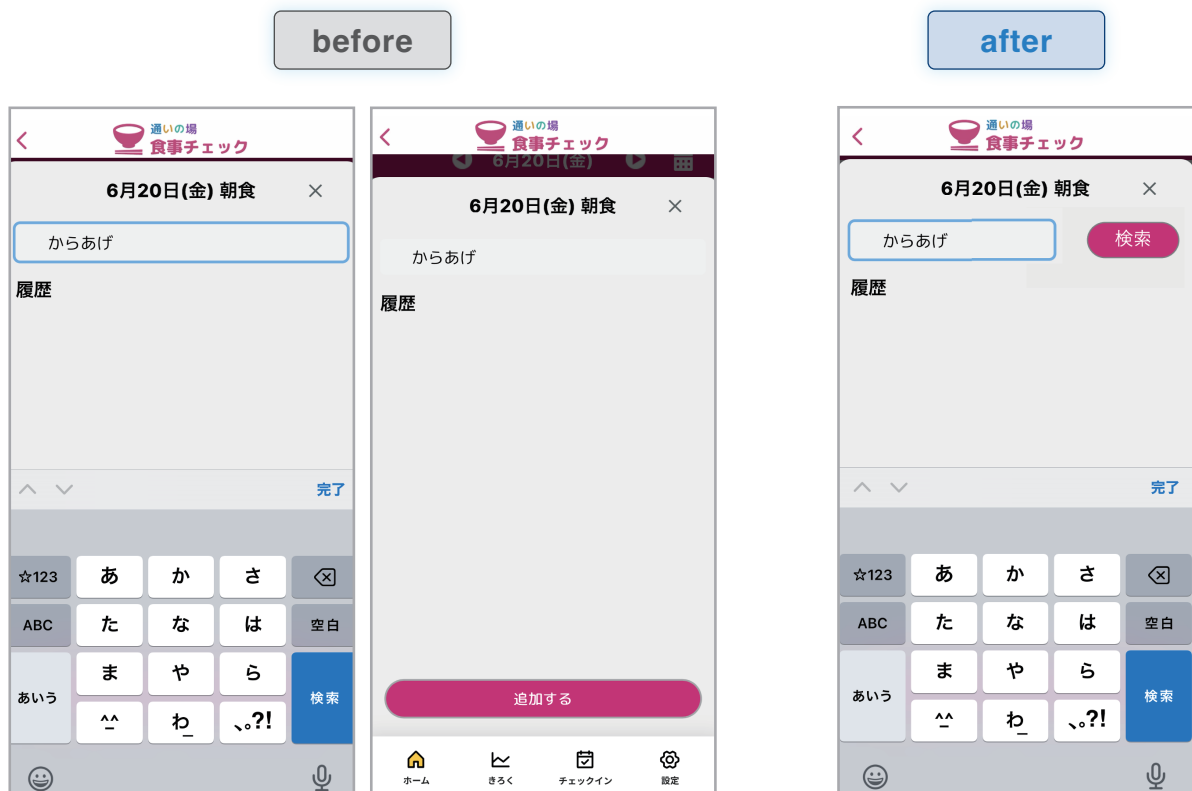 before
after
通いの場
食事チェック
6月20日(金) 朝食
からあげ
履歴
完了
☆123
あ
か
さ
ABC
た
な
は
空白
あいう
ま
や
ら
検索
^^
わ_
、。?!
通いの場
食事チェック
6月20日(金)
6月20日(金) 朝食
からあげ
履歴
追加する
ホーム
きろく
チェックイン
設定
通いの場
食事チェック
6月20日(金) 朝食
からあげ
検索
履歴
完了
☆123
あ
か
さ
ABC
た
な
は
空白
あいう
ま
や
ら
検索
^^
わ_
、。?!